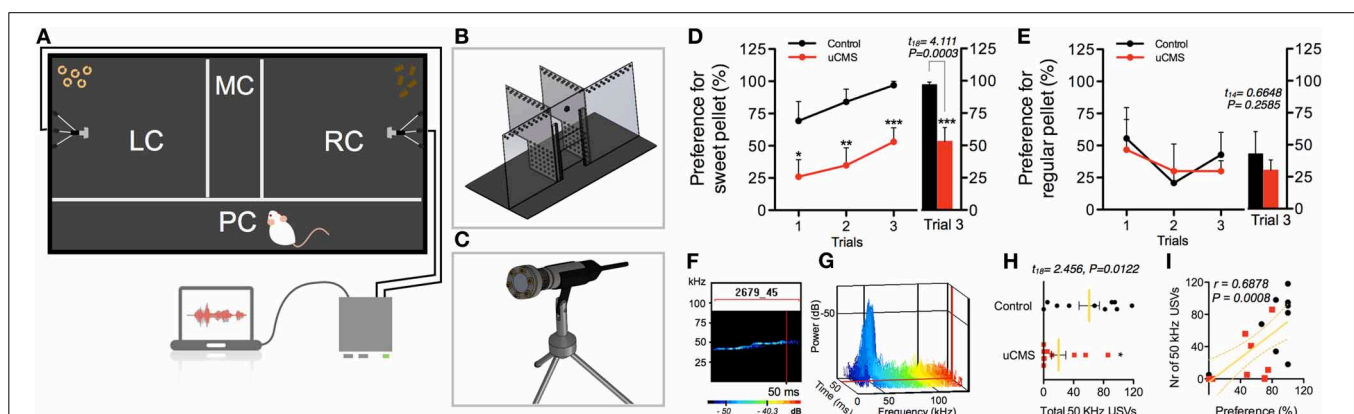 A
MC
LC
RC
PC
B
C
D
Control
uCMS
t18= 4.111
P=0.0003
Preference for
sweet pellet (%)
125
100
75
50
25
0
*
**
***
***
1
2
3
Trials
Trial 3
125
100
75
50
25
0
E
Control
uCMS
t14= 0.6648
P= 0.2585
Preference for
regular pellet (%)
125
100
75
50
25
0
1
2
3
Trials
Trial 3
125
100
75
50
25
0
F
kHz
2679_45
100
75
50
25
50 ms
- 50
- 40.3
dB
G
Power (dB)
-50
Time (ms)
50
0
0
50
100
Frequency (kHz)
H
t18= 2.456, P=0.0122
Control
uCMS
*
0
40
80
120
Total 50 KHz USVs
I
r = 0.6878
P = 0.0008
Nr of 50 kHz USVs
120
80
40
0
0
40
80
120
Preference (%)